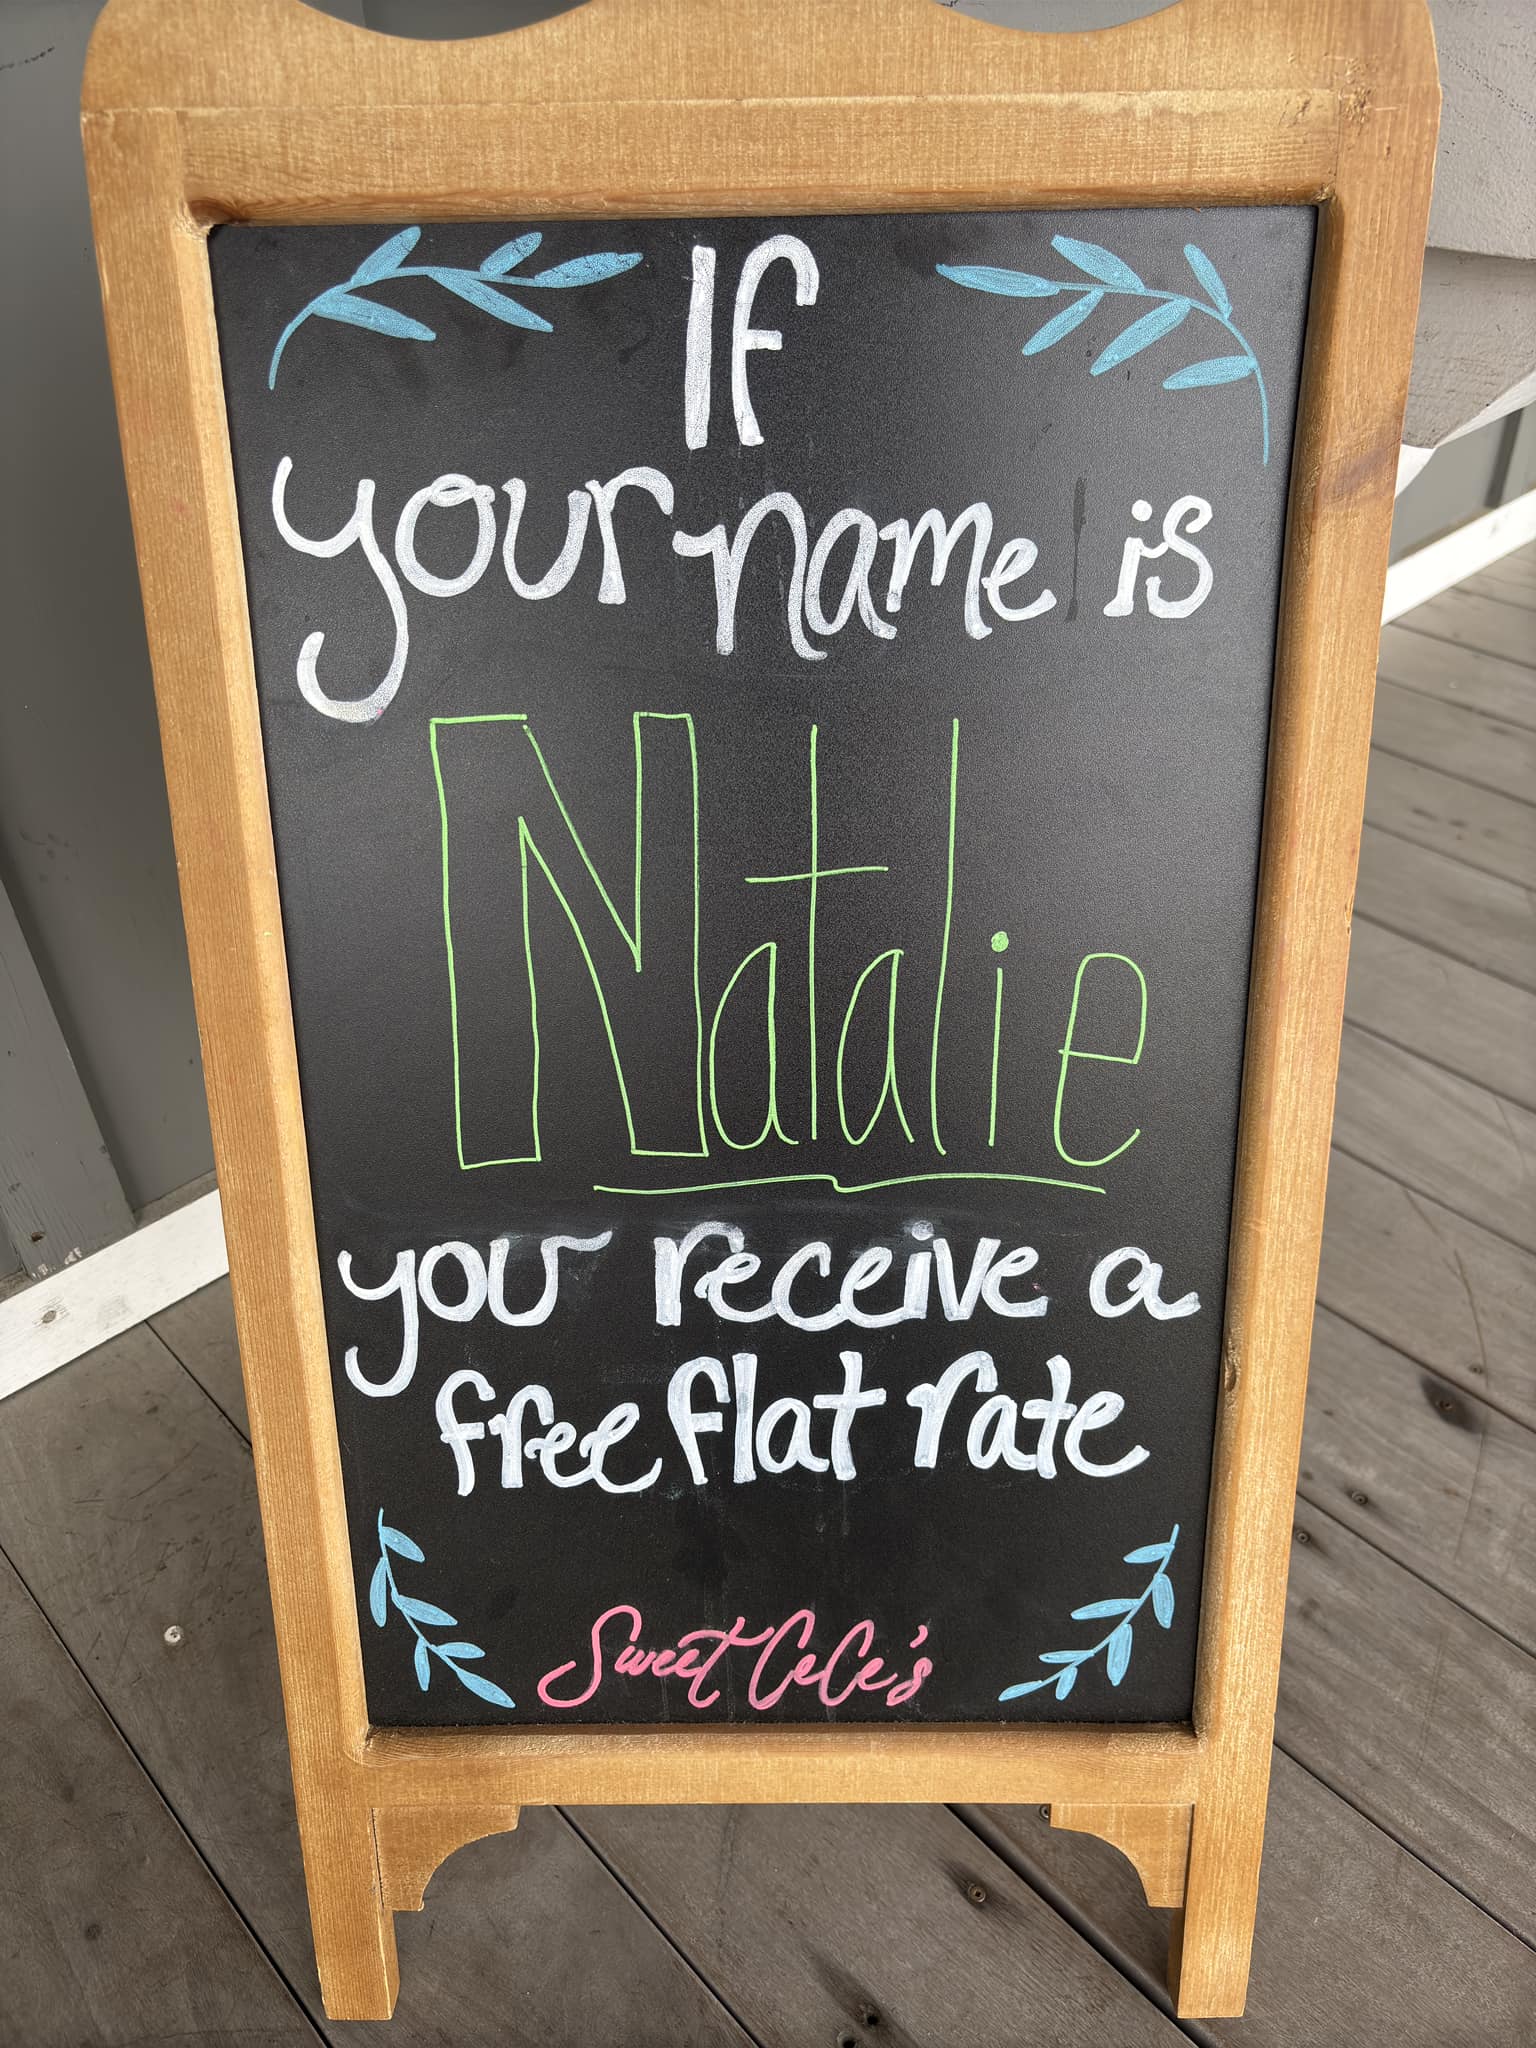 If
your name is
Natalie
you receive a
free flat rate
Sweet CeCe's